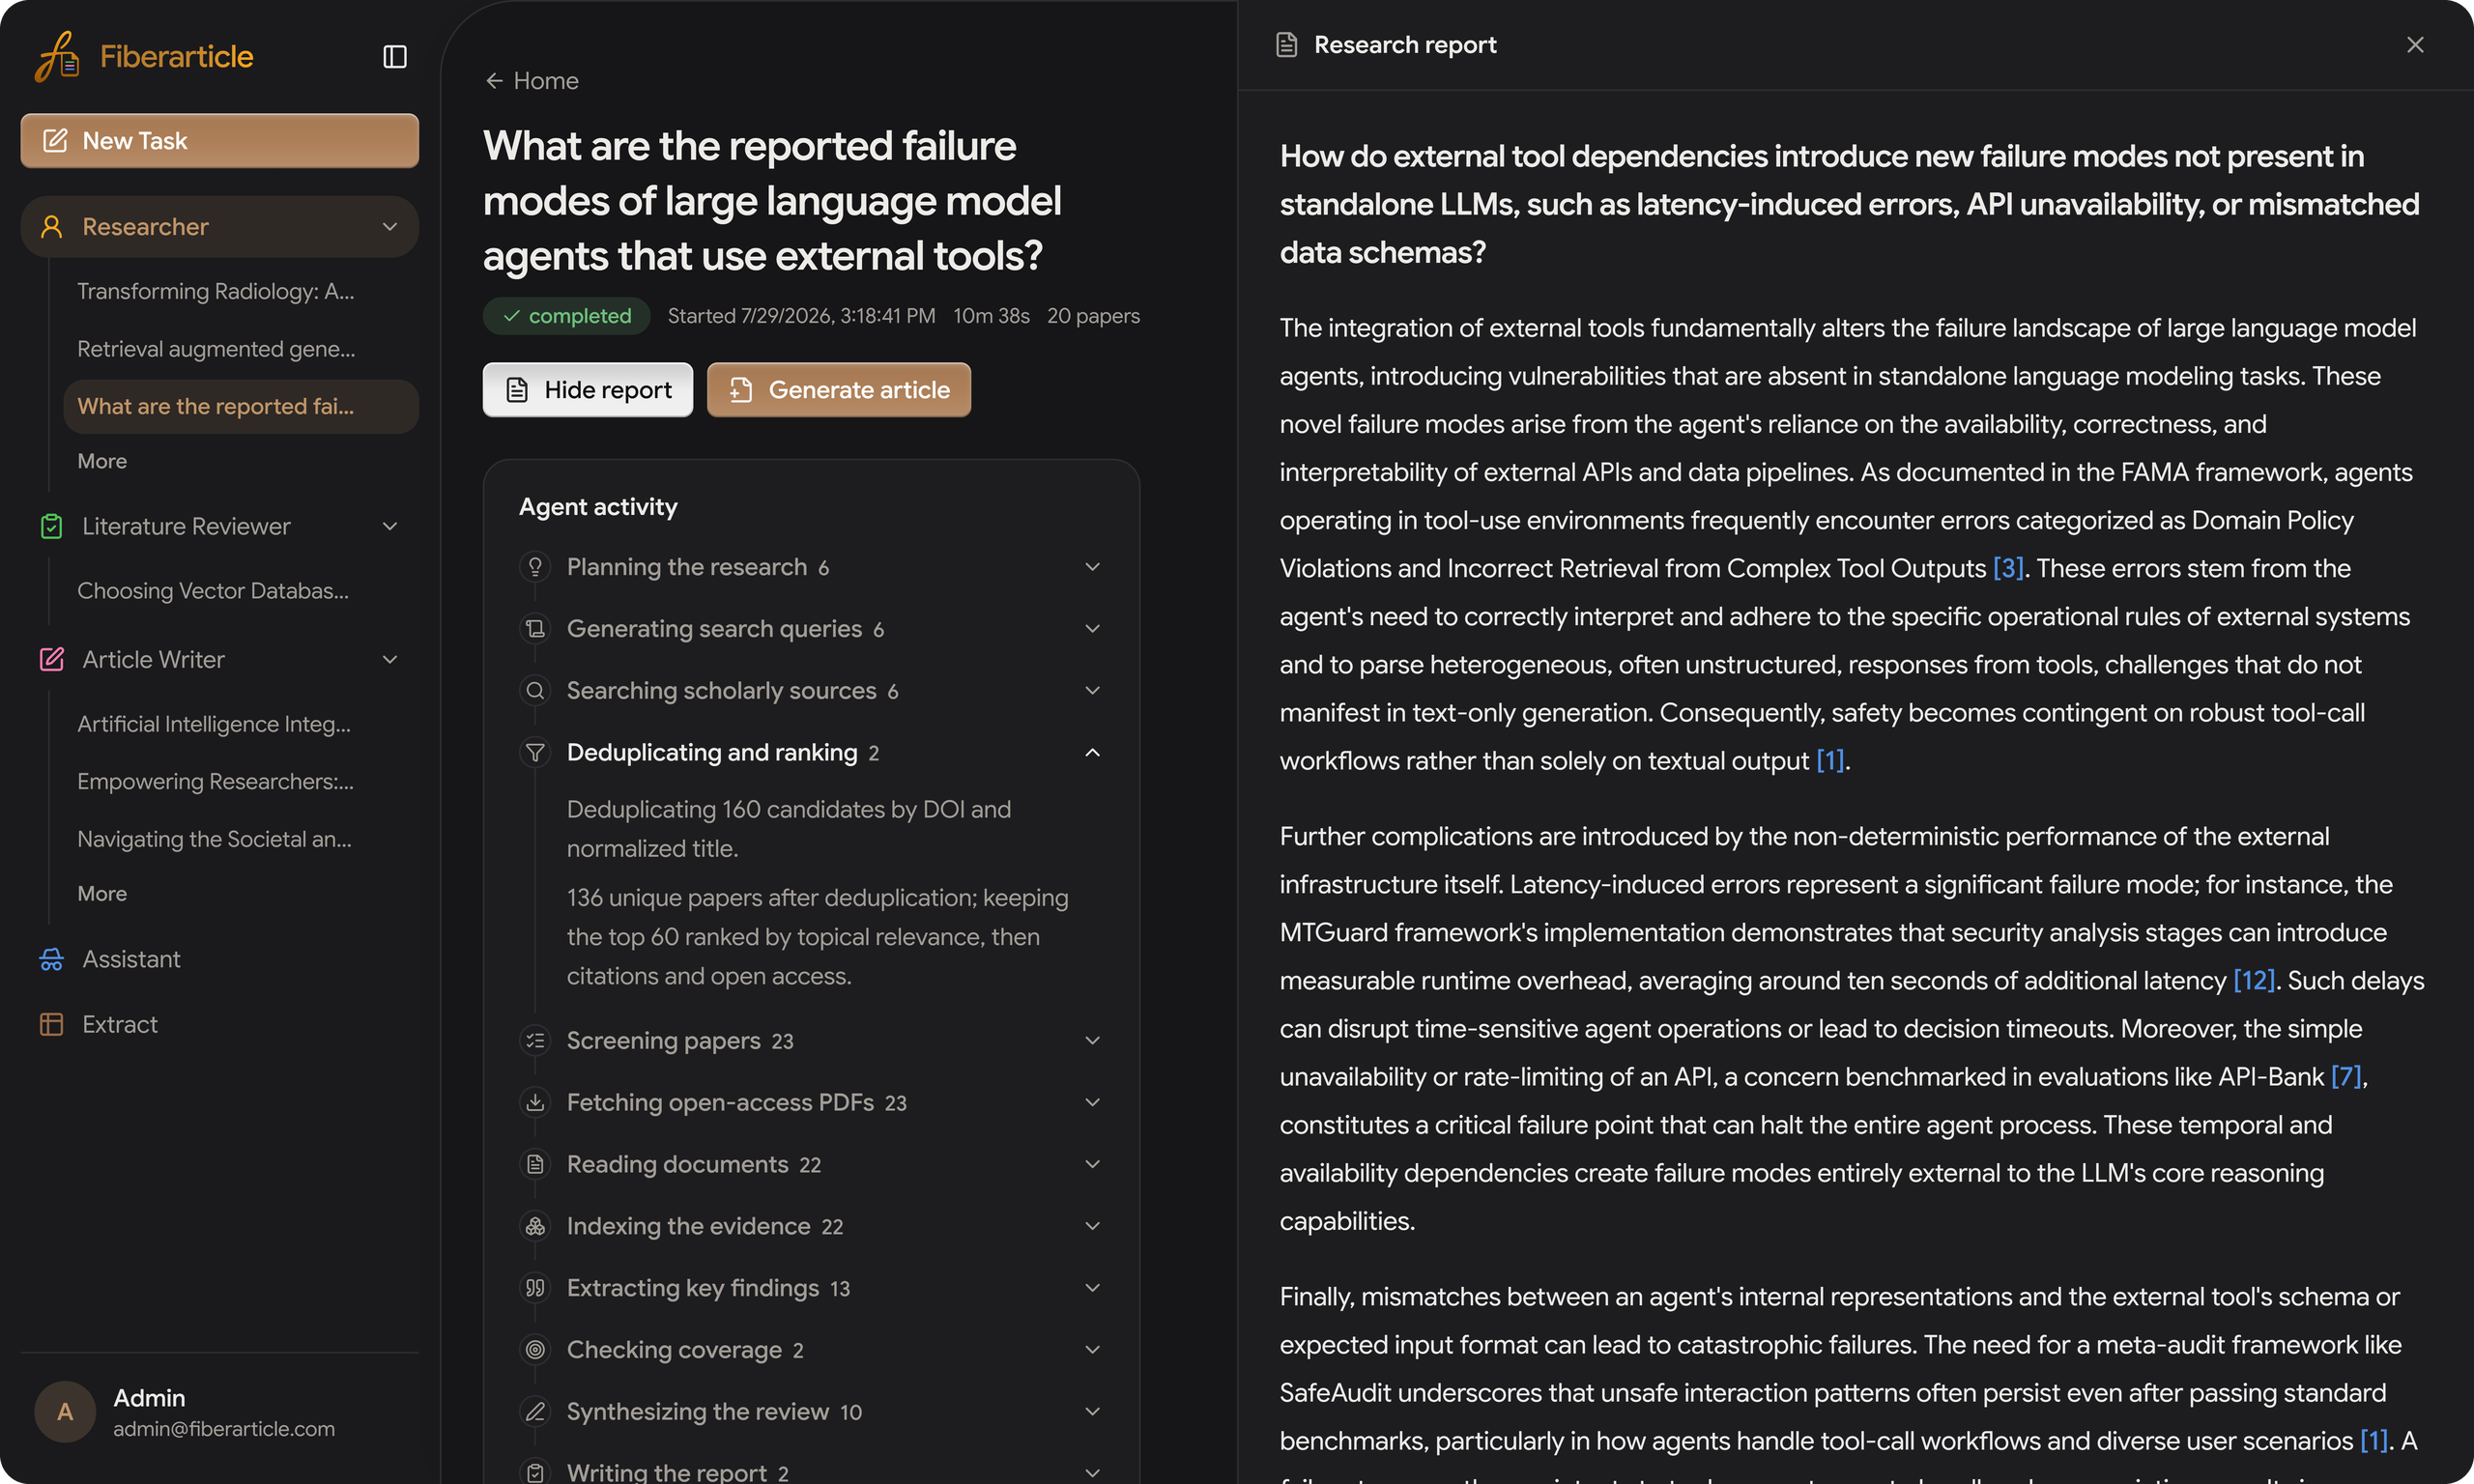 Fiberarticle
New Task
Researcher
Transforming Radiology: A...
Retrieval augmented gene...
What are the reported fai...
More
Literature Reviewer
Choosing Vector Databas...
Article Writer
Artificial Intelligence Integ...
Empowering Researchers:...
Navigating the Societal an...
More
Assistant
Extract
A
Admin
admin@fiberarticle.com
Home
What are the reported failure
modes of large language model
agents that use external tools?
completed Started 7/29/2026, 3:18:41 PM 10m 38s 20 papers
Hide report Generate article
Agent activity
Planning the research 6
Generating search queries 6
Searching scholarly sources 6
Deduplicating and ranking 2
Deduplicating 160 candidates by DOI and
normalized title.
136 unique papers after deduplication; keeping
the top 60 ranked by topical relevance, then
citations and open access.
Screening papers 23
Fetching open-access PDFs 23
Reading documents 22
Indexing the evidence 22
Extracting key findings 13
Checking coverage 2
Synthesizing the review 10
Writing the report 2
Research report
How do external tool dependencies introduce new failure modes not present in
standalone LLMs, such as latency-induced errors, API unavailability, or mismatched
data schemas?
The integration of external tools fundamentally alters the failure landscape of large language model
agents, introducing vulnerabilities that are absent in standalone language modeling tasks. These
novel failure modes arise from the agent's reliance on the availability, correctness, and
interpretability of external APIs and data pipelines. As documented in the FAMA framework, agents
operating in tool-use environments frequently encounter errors categorized as Domain Policy
Violations and Incorrect Retrieval from Complex Tool Outputs [3]. These errors stem from the
agent's need to correctly interpret and adhere to the specific operational rules of external systems
and to parse heterogeneous, often unstructured, responses from tools, challenges that do not
manifest in text-only generation. Consequently, safety becomes contingent on robust tool-call
workflows rather than solely on textual output [1].
Further complications are introduced by the non-deterministic performance of the external
infrastructure itself. Latency-induced errors represent a significant failure mode; for instance, the
MTGuard framework's implementation demonstrates that security analysis stages can introduce
measurable runtime overhead, averaging around ten seconds of additional latency [12]. Such delays
can disrupt time-sensitive agent operations or lead to decision timeouts. Moreover, the simple
unavailability or rate-limiting of an API, a concern benchmarked in evaluations like API-Bank [7],
constitutes a critical failure point that can halt the entire agent process. These temporal and
availability dependencies create failure modes entirely external to the LLM's core reasoning
capabilities.
Finally, mismatches between an agent's internal representations and the external tool's schema or
expected input format can lead to catastrophic failures. The need for a meta-audit framework like
SafeAudit underscores that unsafe interaction patterns often persist even after passing standard
benchmarks, particularly in how agents handle tool-call workflows and diverse user scenarios [1]. A